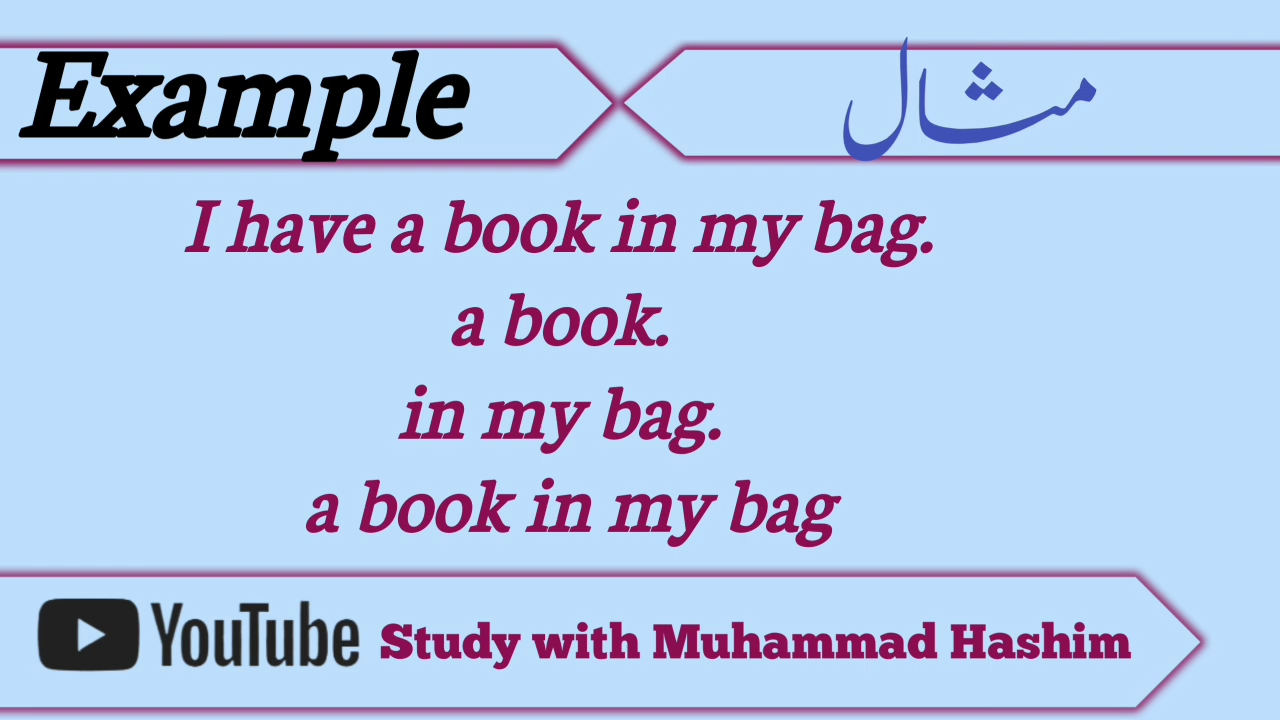 Example
مثال
I have a book in my bag.
a book.
in my bag.
a book in my bag
YouTube Study with Muhammad Hashim